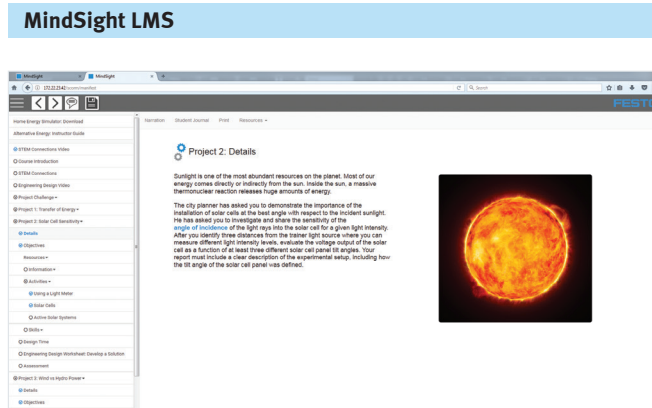 MindSight LMS
MindSight
MindSight
172.22.23.42/scorm/manifest
Search
FESTO
Home Energy Simulator: Download
Alternative Energy: Instructor Guide
STEM Connections Video
Course Introduction
STEM Connections
Engineering Design Video
Project Challenge
Project 1: Transfer of Energy
Project 2: Solar Cell Sensitivity
Details
Objectives
Resources
Information
Activities
Using a Light Meter
Solar Cells
Active Solar Systems
Skills
Design Time
Engineering Design Worksheet: Develop a Solution
Assessment
Project 3: Wind vs Hydro Power
Details
Objectives
Narration Student Journal Print Resources
Project 2: Details
Sunlight is one of the most abundant resources on the planet. Most of our
energy comes directly or indirectly from the sun. Inside the sun, a massive
thermonuclear reaction releases huge amounts of energy.
The city planner has asked you to demonstrate the importance of the
installation of solar cells at the best angle with respect to the incident sunlight.
He has asked you to investigate and share the sensitivity of the
angle of incidence of the light rays into the solar cell for a given light intensity.
After you identify three distances from the trainer light source where you can
measure different light intensity levels, evaluate the voltage output of the solar
cell as a function of at least three different solar cell panel tilt angles. Your
report must include a clear description of the experimental setup, including how
the tilt angle of the solar cell panel was defined.